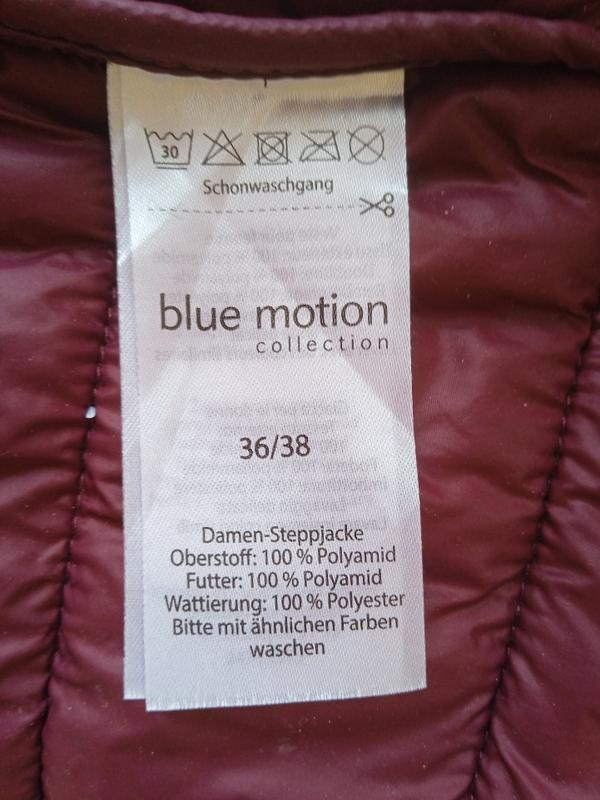 30
Schonwaschgang
blue motion
collection
36/38
Damen-Steppjacke
Oberstoff: 100 % Polyamid
Futter: 100 % Polyamid
Wattierung: 100 % Polyester
Bitte mit ähnlichen Farben
waschen